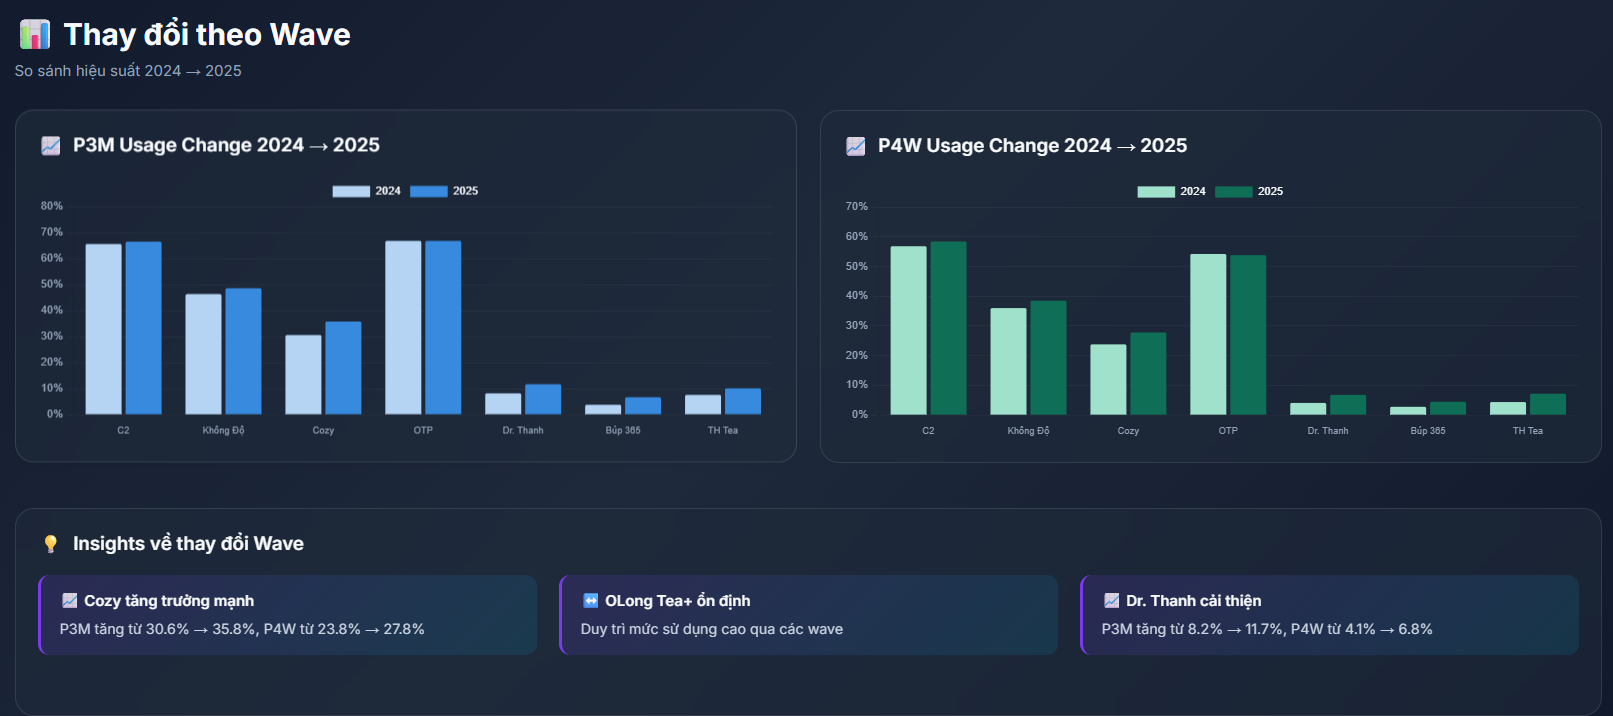 Thay đổi theo Wave
So sánh hiệu suất 2024 → 2025
P3M Usage Change 2024 → 2025
2024 2025
80%
70%
60%
50%
40%
30%
20%
10%
0%
C2 Không Độ Cozy OTP Dr. Thanh Búp 365 TH Tea
P4W Usage Change 2024 → 2025
2024 2025
70%
60%
50%
40%
30%
20%
10%
0%
C2 Không Độ Cozy OTP Dr. Thanh Búp 365 TH Tea
Insights về thay đổi Wave
Cozy tăng trưởng mạnh
P3M tăng từ 30.6% → 35.8%, P4W từ 23.8% → 27.8%
OLong Tea+ ổn định
Duy trì mức sử dụng cao qua các wave
Dr. Thanh cải thiện
P3M tăng từ 8.2% → 11.7%, P4W từ 4.1% → 6.8%